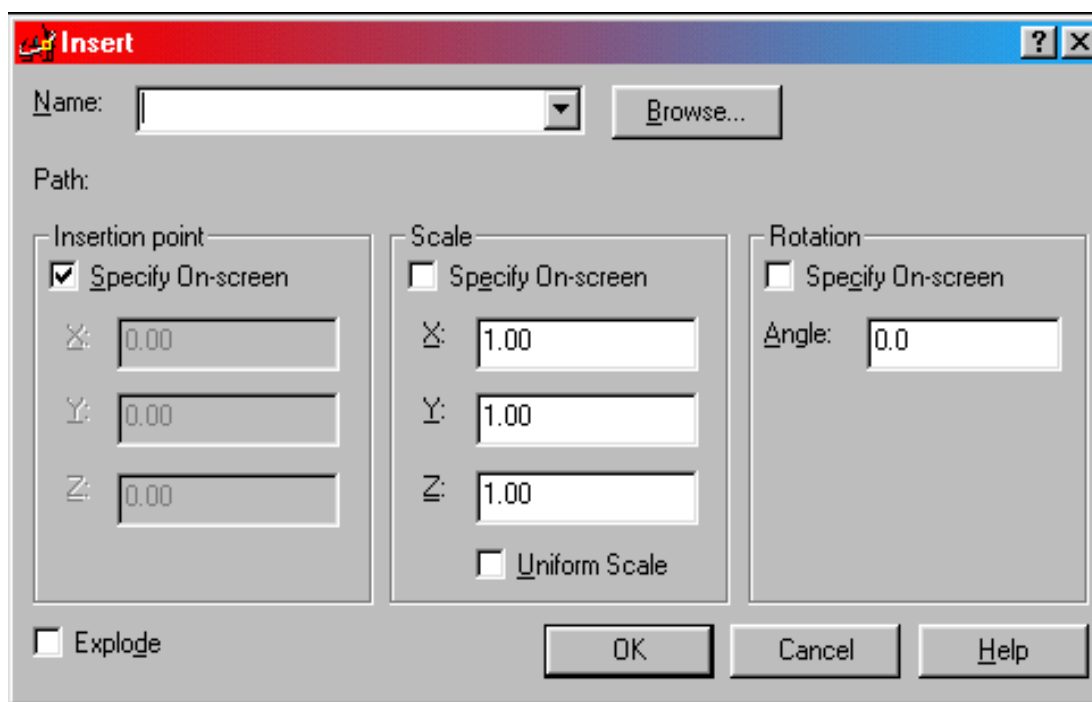 Insert
Name:
Browse...
Path:
Insertion point
Specify On-screen
X: 0.00
Y: 0.00
Z: 0.00
Scale
Specify On-screen
X: 1.00
Y: 1.00
Z: 1.00
Uniform Scale
Rotation
Specify On-screen
Angle: 0.0
Explode
OK
Cancel
Help